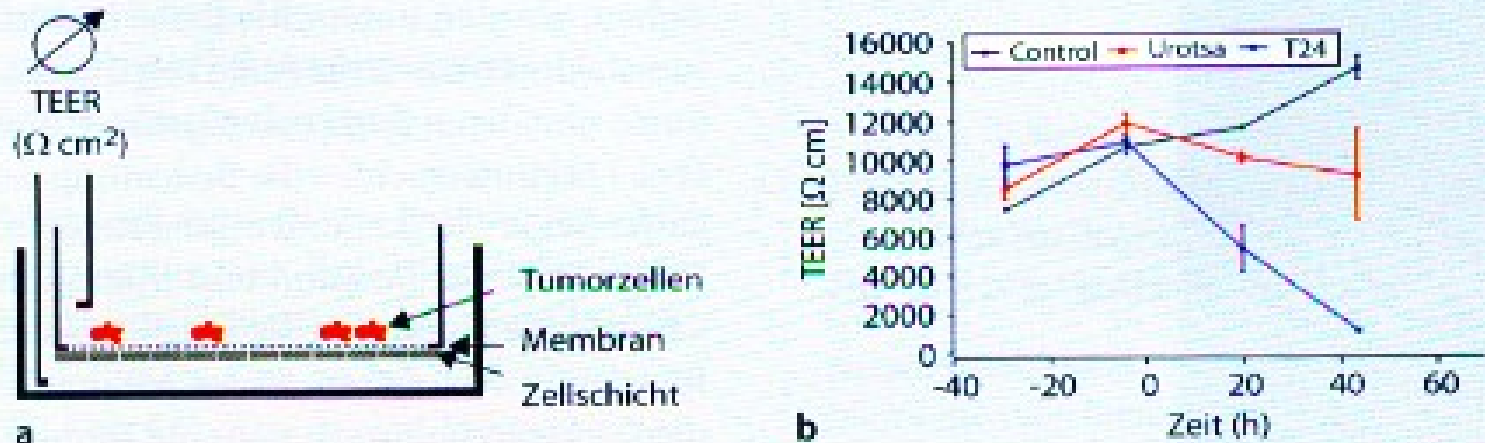 TEER
(Ω cm²)
Tumorzellen
Membran
Zellschicht
a
Control Urotsa T24
16000
14000
12000
10000
8000
6000
4000
2000
0
TEER [Ω cm]
-40 -20 0 20 40 60
Zeit (h)
b